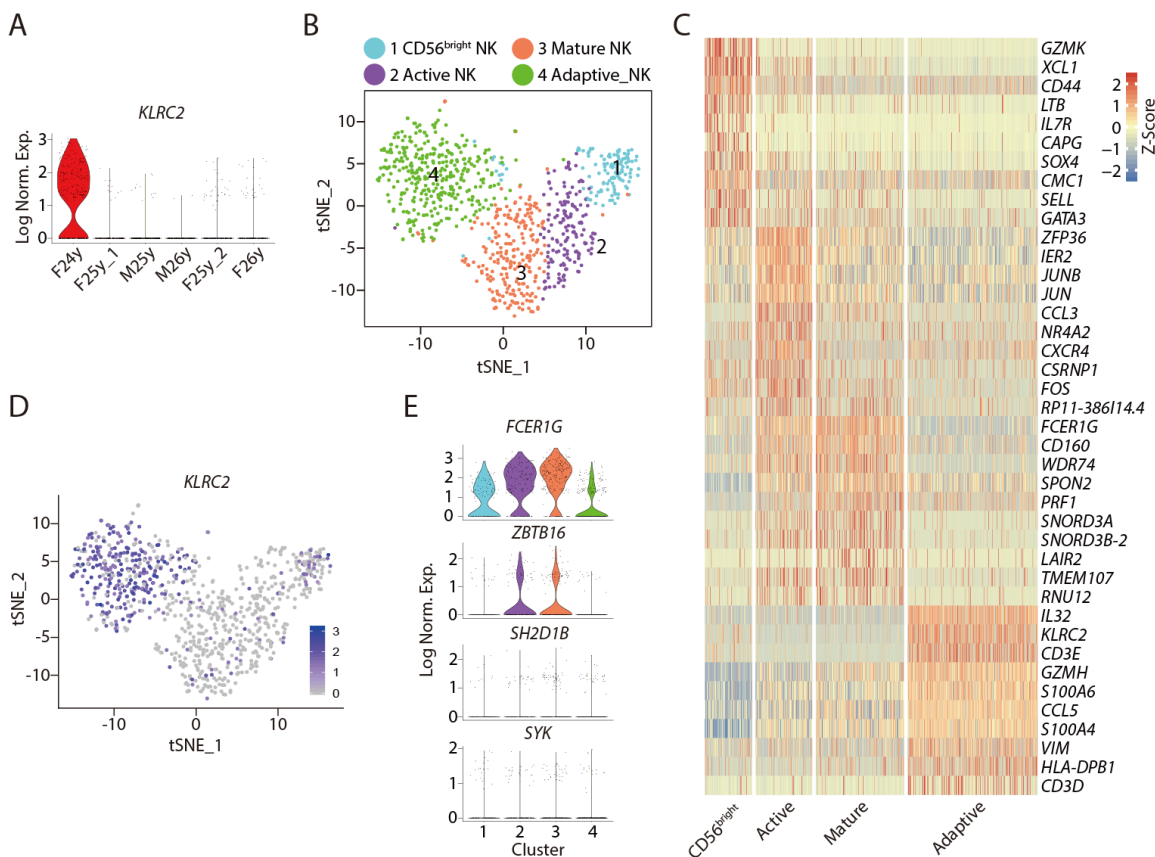 A
KLRC2
Log Norm. Exp.
3
2
1
0
F24y
F25y_1
M25y
M26y
F25y_2
F26y
B
1 CD56bright NK
2 Active NK
3 Mature NK
4 Adaptive_NK
tSNE_2
10
5
0
-5
-10
4
3
2
1
-10
0
10
tSNE_1
C
GZMK
XCL1
CD44
LTB
IL7R
CAPG
SOX4
CMC1
SELL
GATA3
ZFP36
IER2
JUNB
JUN
CCL3
NR4A2
CXCR4
CSRNP1
FOS
RP11-386I14.4
FCER1G
CD160
WDR74
SPON2
PRF1
SNORD3A
SNORD3B-2
LAIR2
TMEM107
RNU12
IL32
KLRC2
CD3E
GZMH
S100A6
CCL5
S100A4
VIM
HLA-DPB1
CD3D
CD56bright
Active
Mature
Adaptive
2
1
0
−1
−2
Z-Score
D
KLRC2
tSNE_2
10
5
0
-5
-10
-10
0
10
tSNE_1
3
2
1
0
E
Log Norm. Exp.
FCER1G
3
2
1
0
ZBTB16
2
1
0
SH2D1B
2
1
0
SYK
2
1
0
1 2 3 4
Cluster